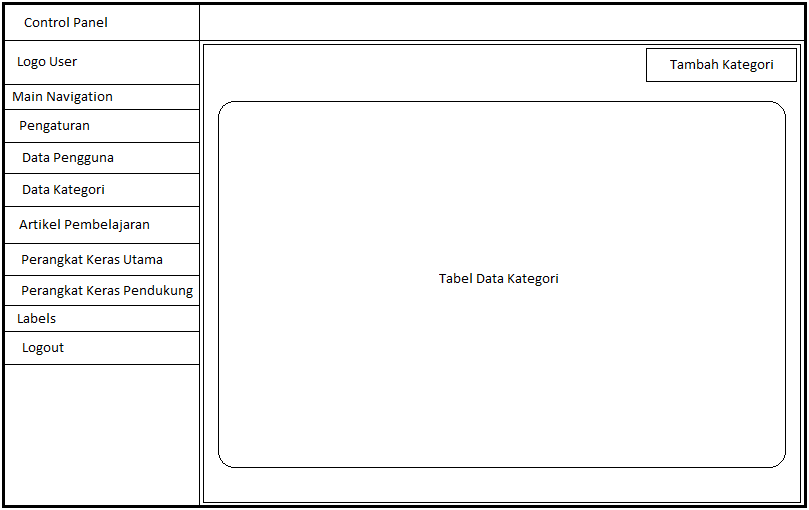 Control Panel
Logo User
Main Navigation
Pengaturan
Data Pengguna
Data Kategori
Artikel Pembelajaran
Perangkat Keras Utama
Perangkat Keras Pendukung
Labels
Logout
Tambah Kategori
Tabel Data Kategori